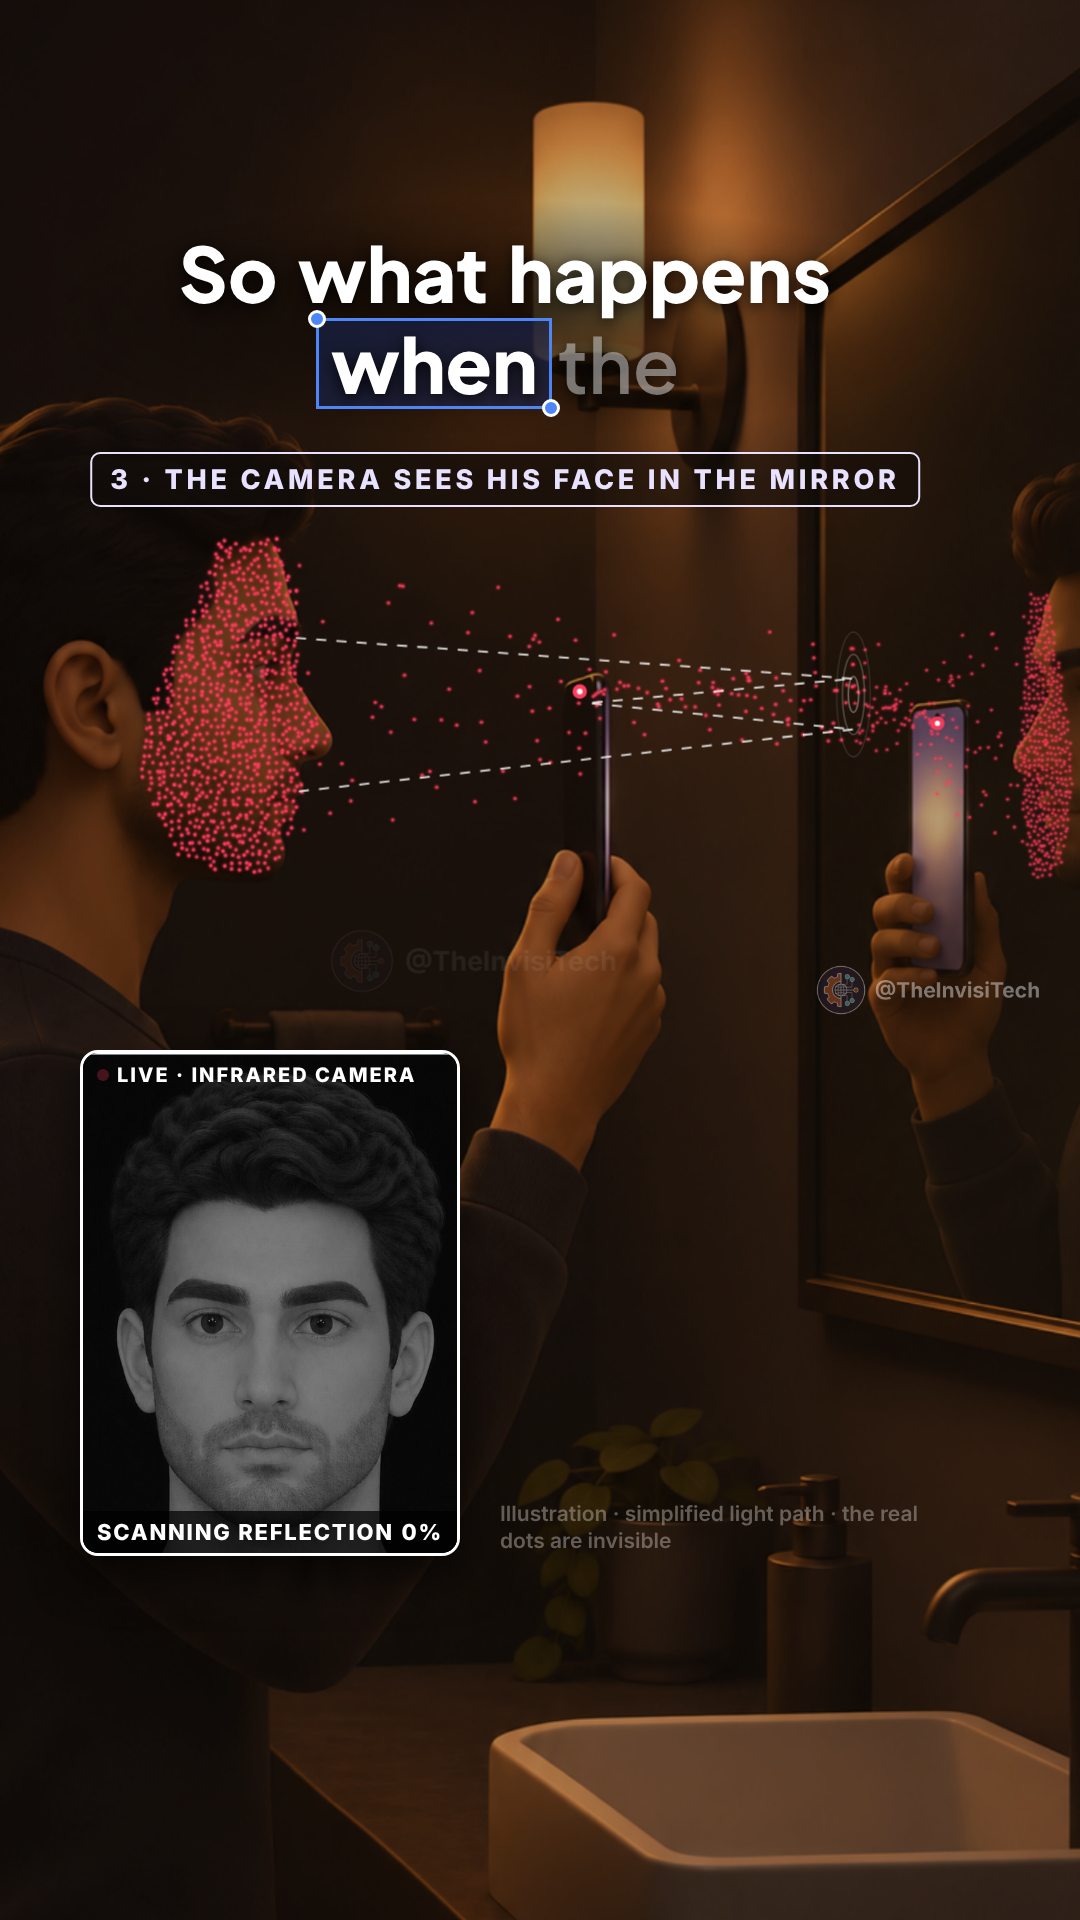 So what happens
when the
3 · THE CAMERA SEES HIS FACE IN THE MIRROR
@TheInvisiTech
@TheInvisiTech
LIVE · INFRARED CAMERA
SCANNING REFLECTION 0%
Illustration · simplified light path · the real
dots are invisible